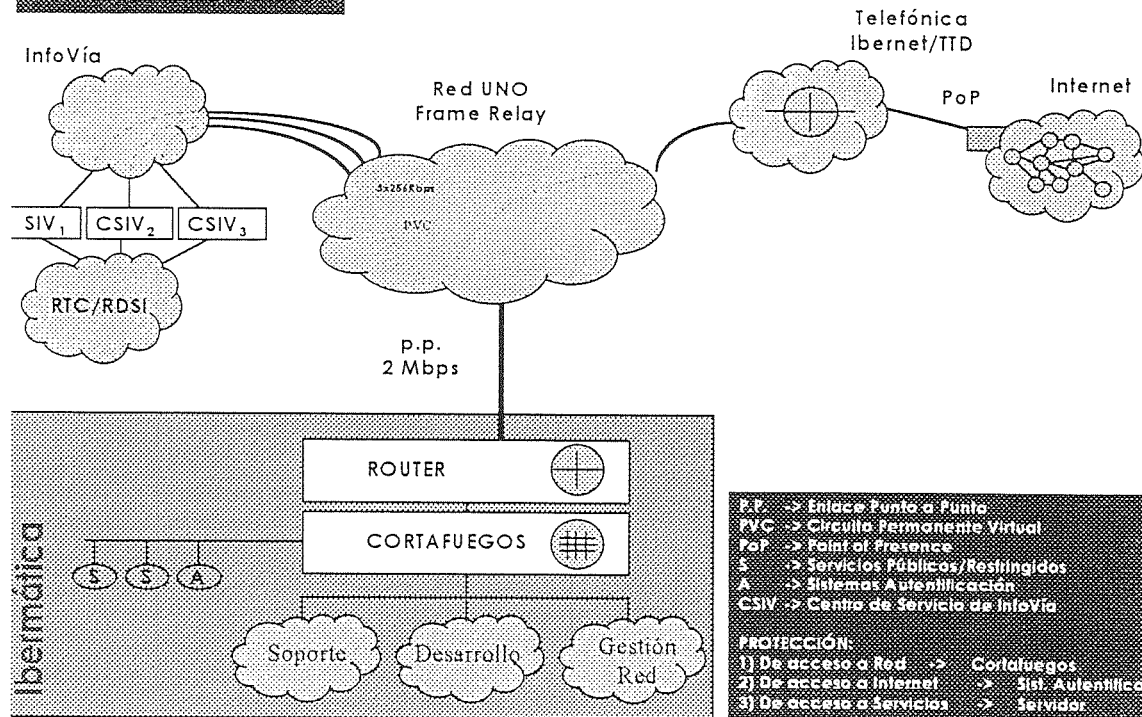 InfoVía
Telefónica
Ibernet/TTD
Red UNO
Frame Relay
PoP
Internet
3x256Kbps
PVC
SIV1
CSIV2
CSIV3
RTC/RDSI
p.p.
2 Mbps
Ibermática
ROUTER
CORTAFUEGOS
S
S
A
Soporte
Desarrollo
Gestión
Red
P.P. -> Enlace Punto a Punto
PVC -> Circuito Permanente Virtual
PoP -> Point of Presence
S -> Servicios Públicos/Restringidos
A -> Sistemas Autentificación
CSIV -> Centro de Servicio de InfoVía
PROTECCIÓN:
1) De acceso a Red -> Cortafuegos
2) De acceso a Internet -> Sist. Autentific
3) De acceso a Servicios -> Servidor